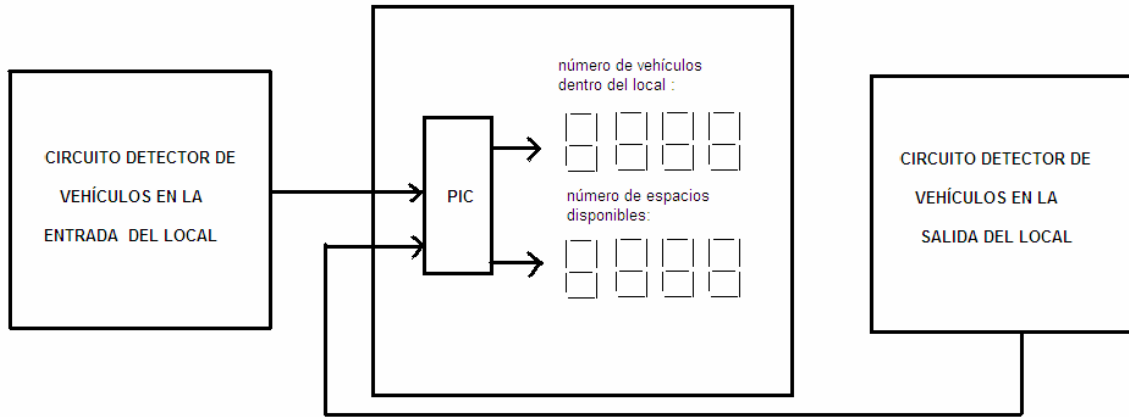 CIRCUITO DETECTOR DE
VEHÍCULOS EN LA
ENTRADA DEL LOCAL
PIC
número de vehículos
dentro del local :
número de espacios
disponibles:
CIRCUITO DETECTOR DE
VEHÍCULOS EN LA
SALIDA DEL LOCAL